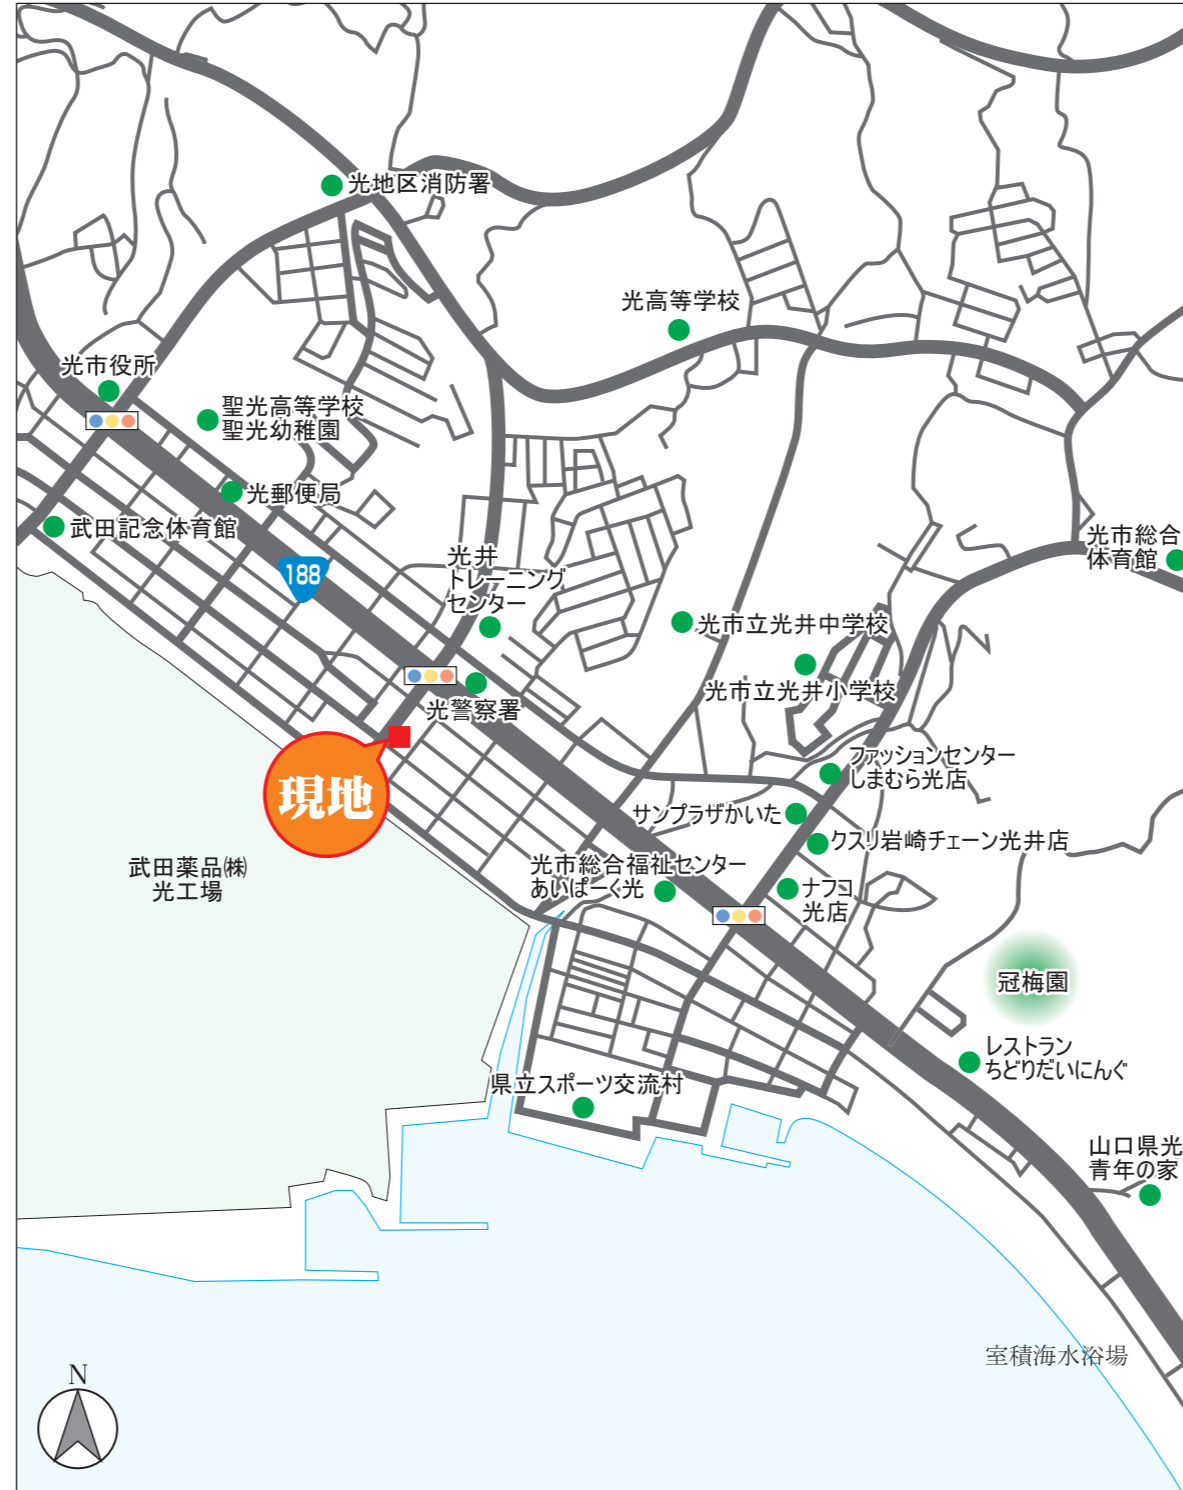 光地区消防署
光高等学校
光市役所
聖光高等学校
聖光幼稚園
光郵便局
武田記念体育館
188
光井
トレーニング
センター
光市総合
体育館
光市立光井中学校
光市立光井小学校
光警察署
現地
ファッションセンター
しまむら光店
サンプラザかいた
クスリ岩崎チェーン光井店
武田薬品㈱
光工場
光市総合福祉センター
あいぱーく光
ナフコ
光店
冠梅園
レストラン
ちどりだいにんぐ
県立スポーツ交流村
山口県光
青年の家
室積海水浴場
N